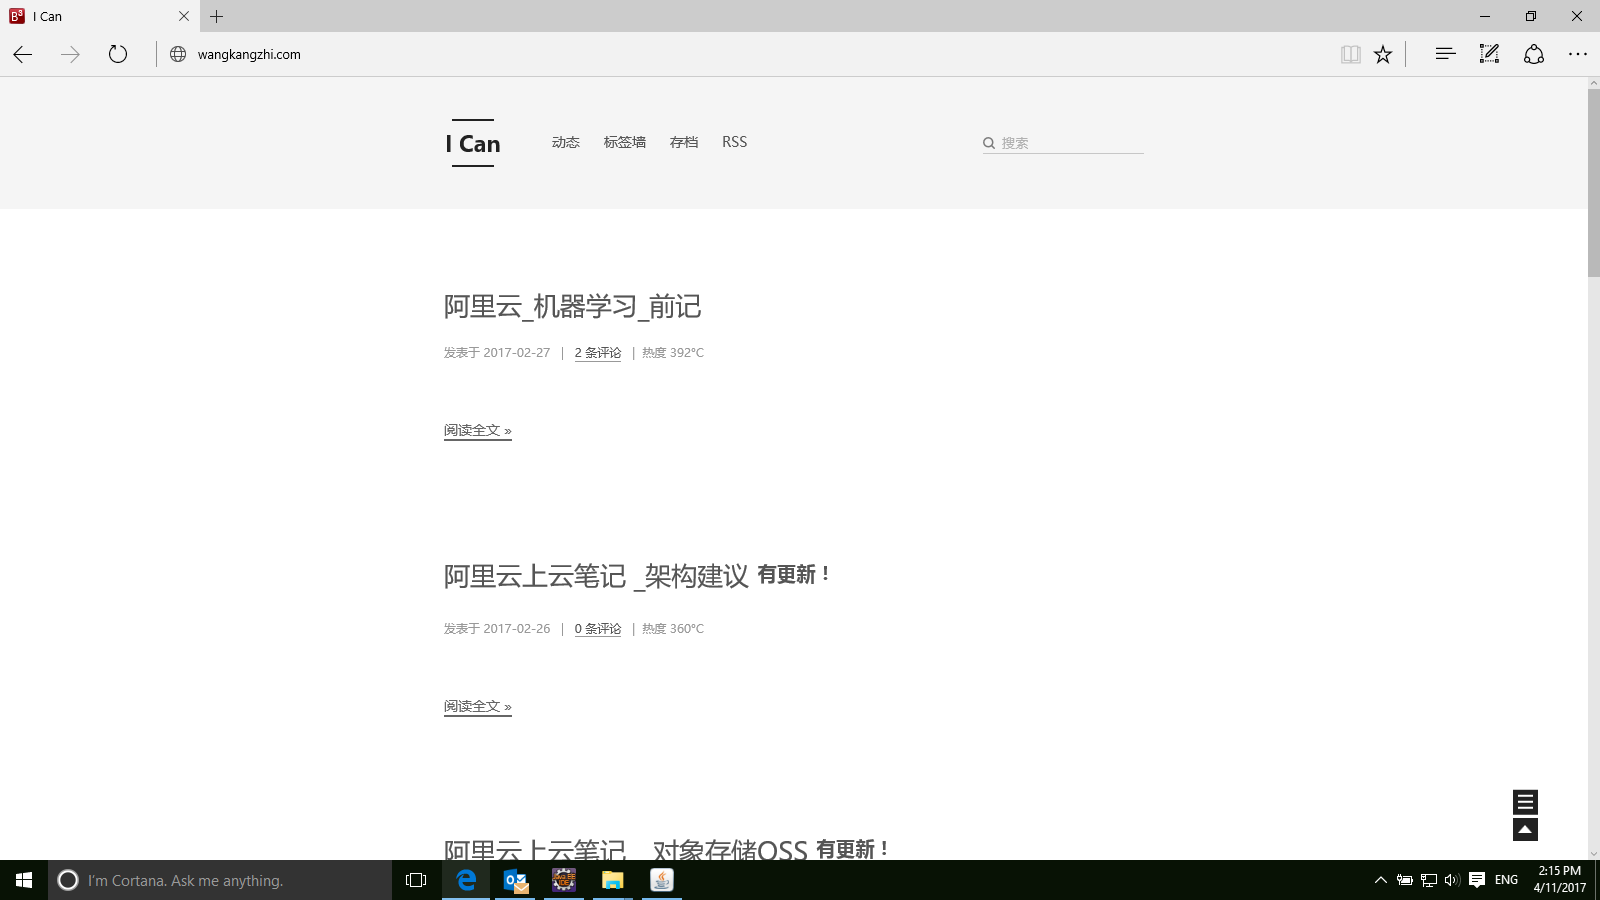 I Can
wangkangzhi.com
I Can
动态 标签墙 存档 RSS
搜索
阿里云_机器学习_前记
发表于 2017-02-27 | 2 条评论 | 热度 392°C
阅读全文 »
阿里云上云笔记 _架构建议 有更新！
发表于 2017-02-26 | 0 条评论 | 热度 360°C
阅读全文 »
阿里云上云笔记 _ 对象存储OSS 有更新！
I'm Cortana. Ask me anything.
ENG
2:15 PM
4/11/2017